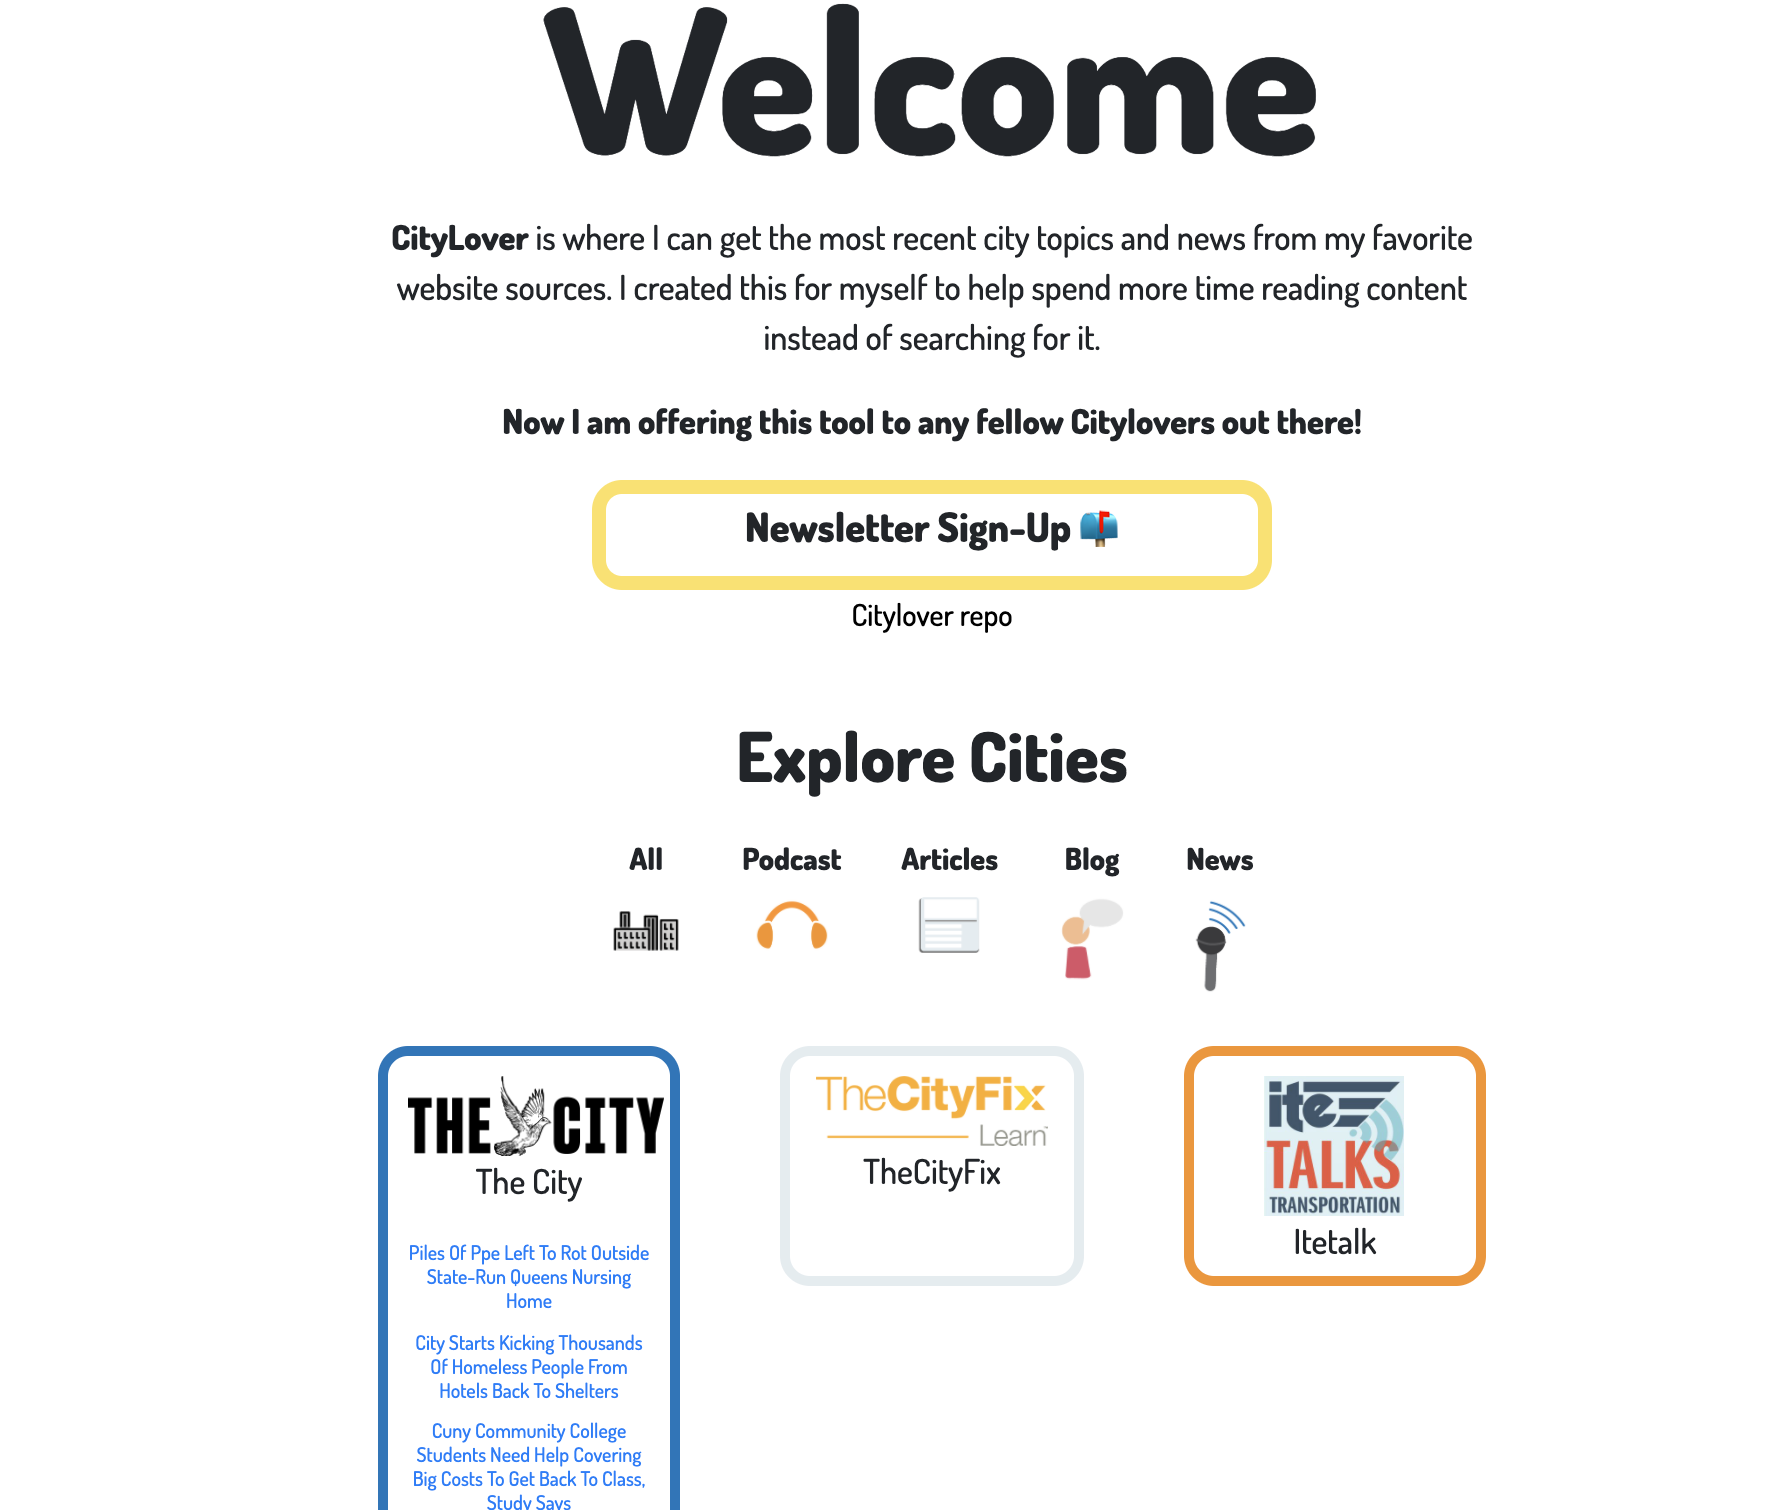 Welcome
CityLover is where I can get the most recent city topics and news from my favorite
website sources. I created this for myself to help spend more time reading content
instead of searching for it.
Now I am offering this tool to any fellow Citylovers out there!
Newsletter Sign-Up 📫
Citylover repo
Explore Cities
All Podcast Articles Blog News
THE CITY
The City
Piles Of Ppe Left To Rot Outside
State-Run Queens Nursing
Home
City Starts Kicking Thousands
Of Homeless People From
Hotels Back To Shelters
Cuny Community College
Students Need Help Covering
Big Costs To Get Back To Class,
Study Says
TheCityFix
Learn™
TheCityFix
ite
TALKS
TRANSPORTATION
Itetalk